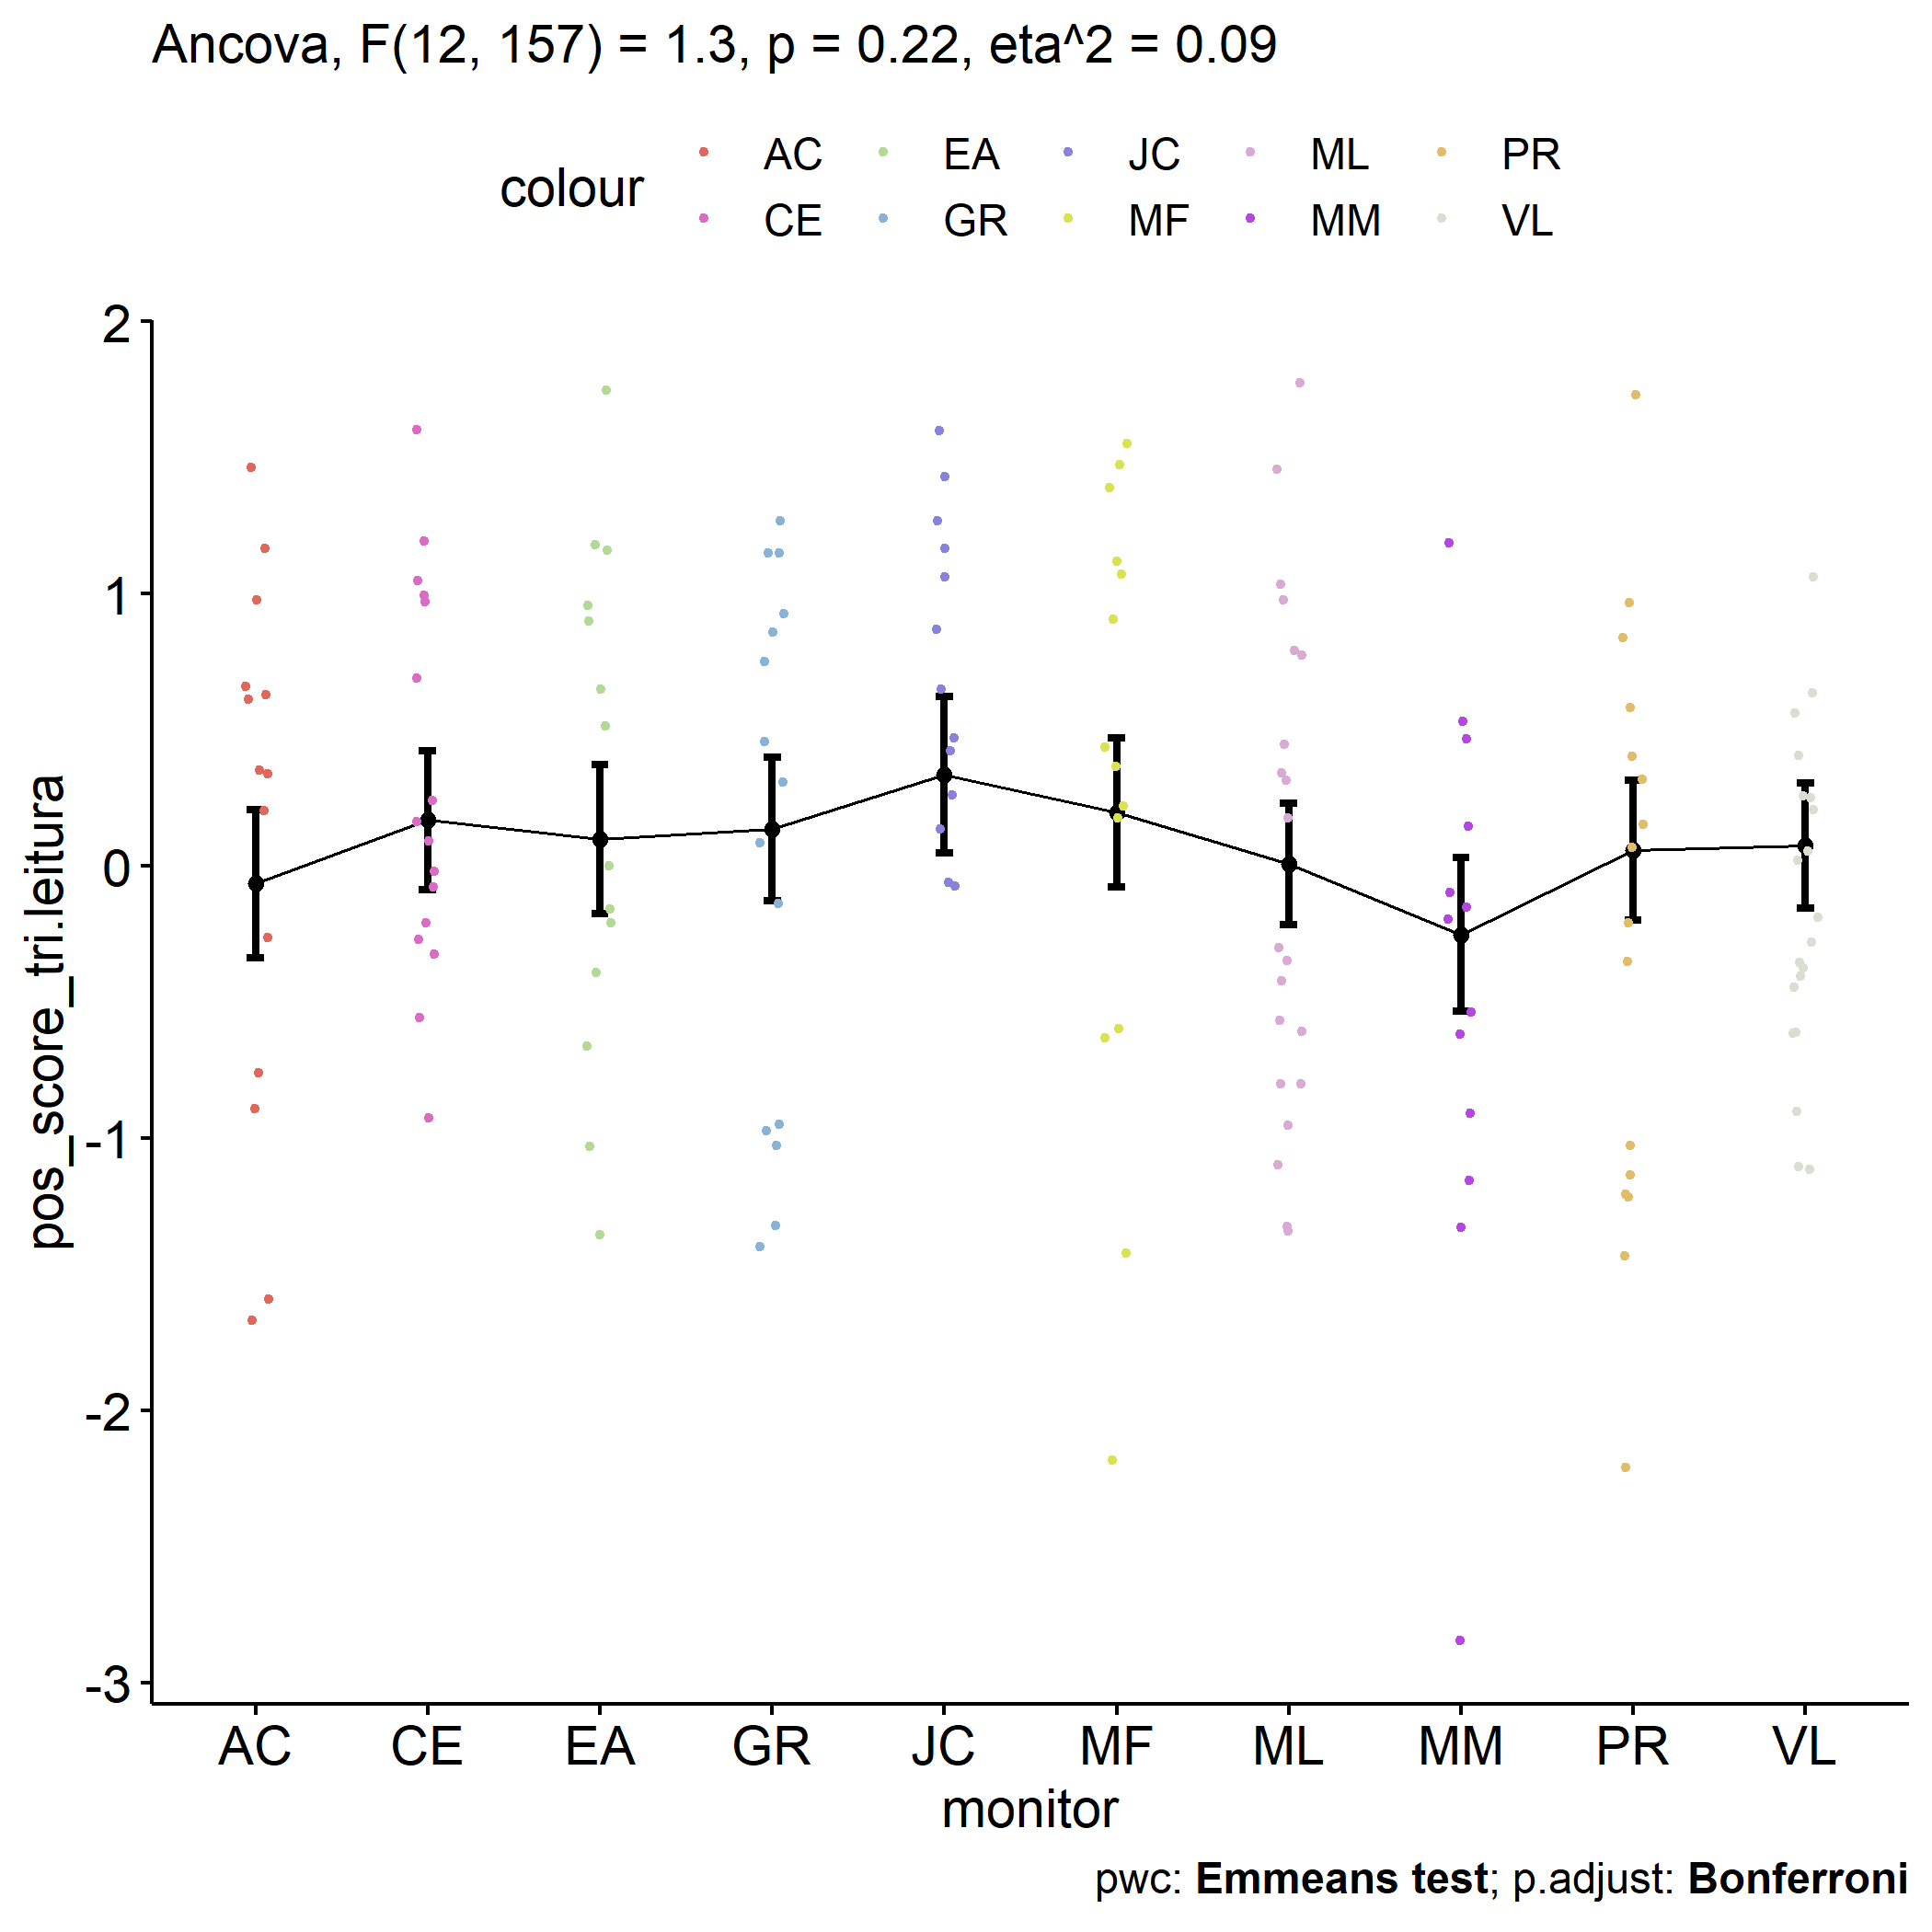 Ancova, F(12, 157) = 1.3, p = 0.22, eta^2 = 0.09
colour
AC EA JC ML PR
CE GR MF MM VL
pos_score_tri.leitura
2
1
0
-1
-2
-3
AC CE EA GR JC MF ML MM PR VL
monitor
pwc: Emmeans test; p.adjust: Bonferroni